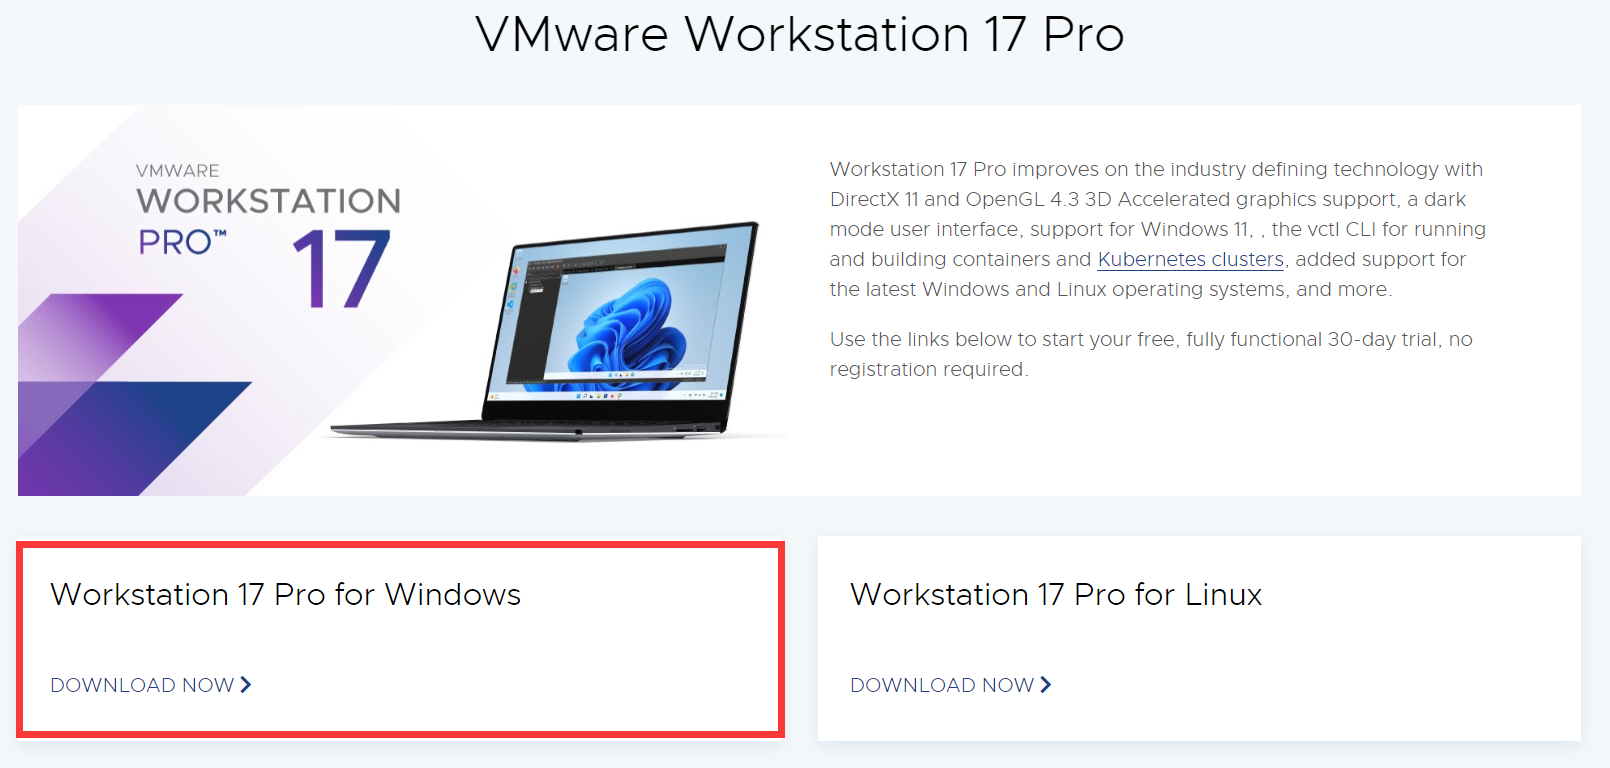 VMware Workstation 17 Pro
VMWARE
WORKSTATION
PRO™ 17
Workstation 17 Pro improves on the industry defining technology with
DirectX 11 and OpenGL 4.3 3D Accelerated graphics support, a dark
mode user interface, support for Windows 11, , the vctl CLI for running
and building containers and Kubernetes clusters, added support for
the latest Windows and Linux operating systems, and more.
Use the links below to start your free, fully functional 30-day trial, no
registration required.
Workstation 17 Pro for Windows
DOWNLOAD NOW
Workstation 17 Pro for Linux
DOWNLOAD NOW